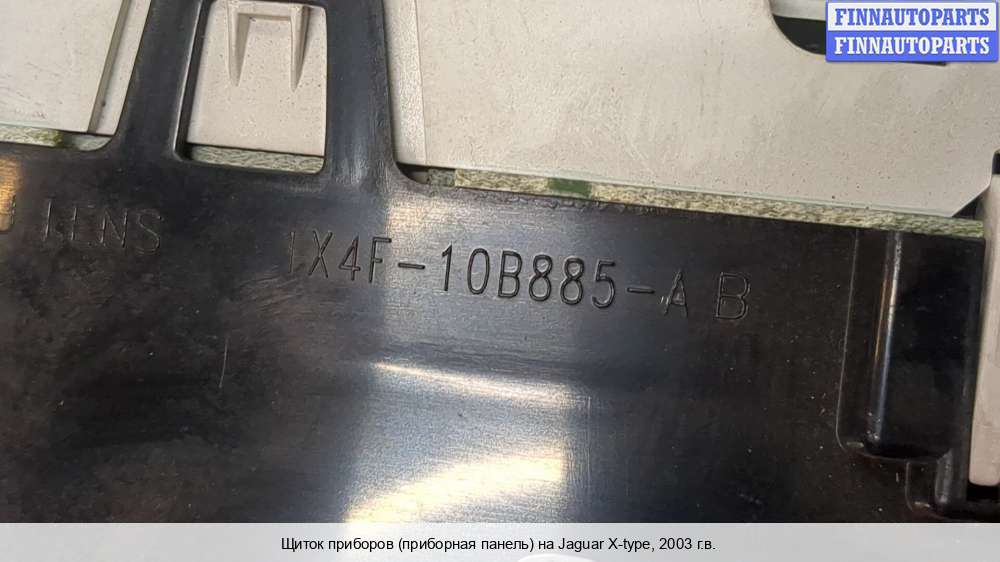 FINNAUTOPARTS
FINNAUTOPARTS
LENS 1X4F-10B885-A B
Щиток приборов (приборная панель) на Jaguar X-type, 2003 г.в.